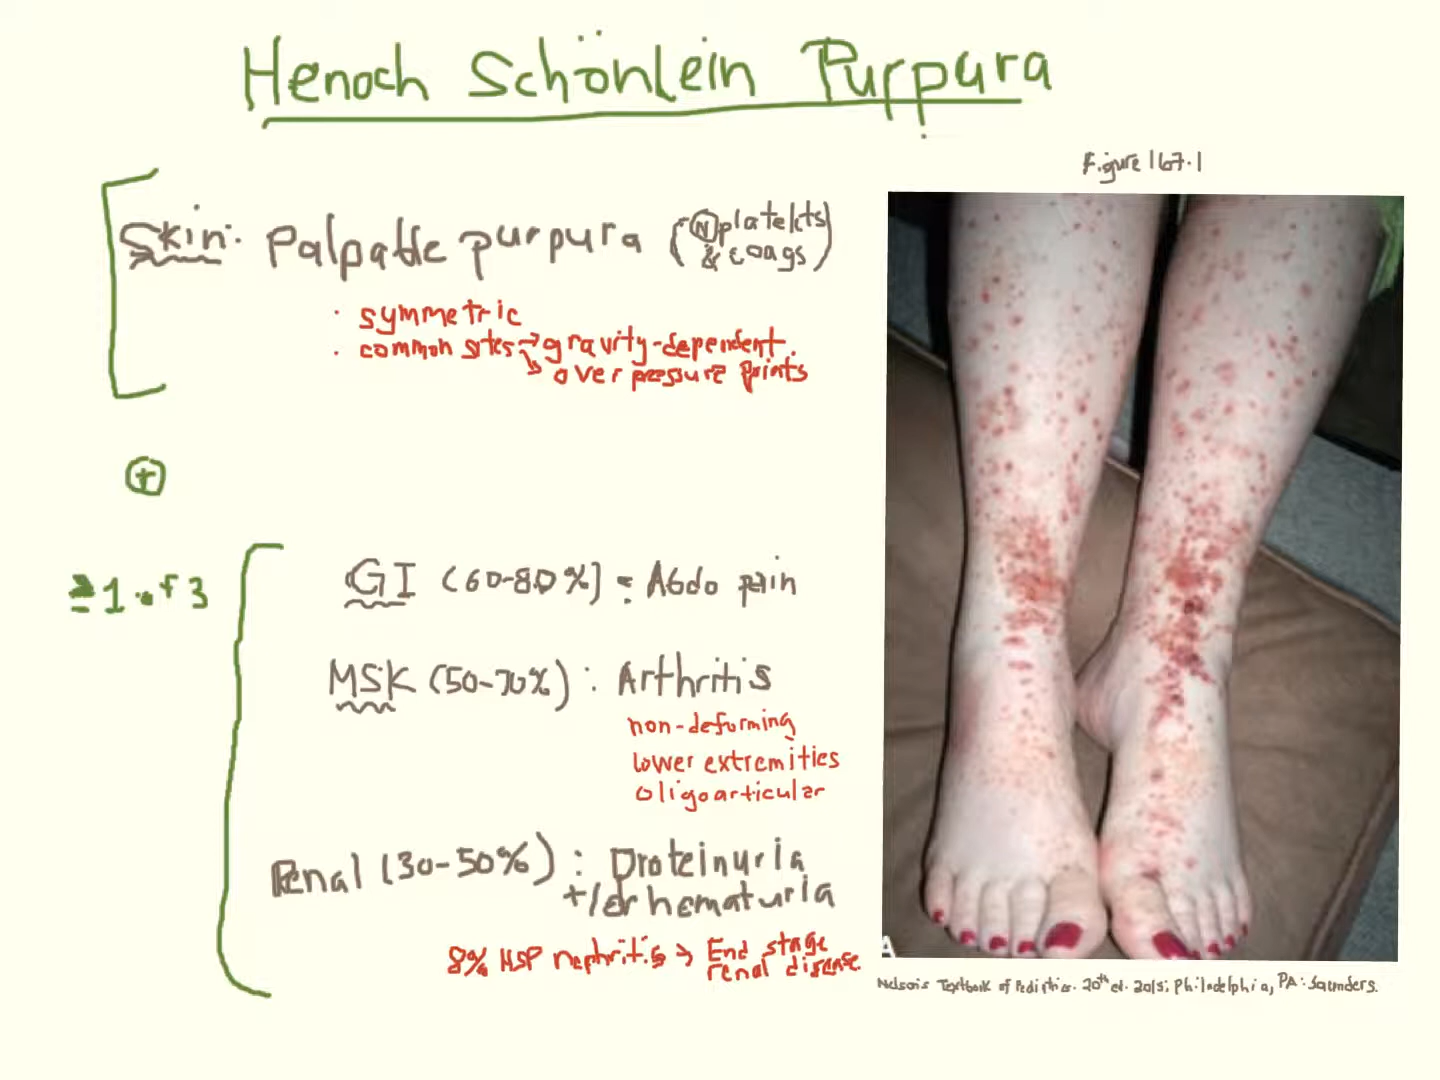 Henoch Schönlein Purpura
Figure 167.1
Skin: Palpable purpura (N platelets
& coags)
· symmetric
· common sites → gravity-dependent
→ over pressure points
+
≥1 of 3
GI (60-80%) : Abdo pain
MSK (50-70%) : Arthritis
non-deforming
lower extremities
oligoarticular
Renal (30-50%) : Proteinuria
+/or hematuria
8% HSP nephritis → End stage
renal disease
A
Nelson's Textbook of Pediatrics. 20th ed. 2015; Philadelphia, PA: Saunders.